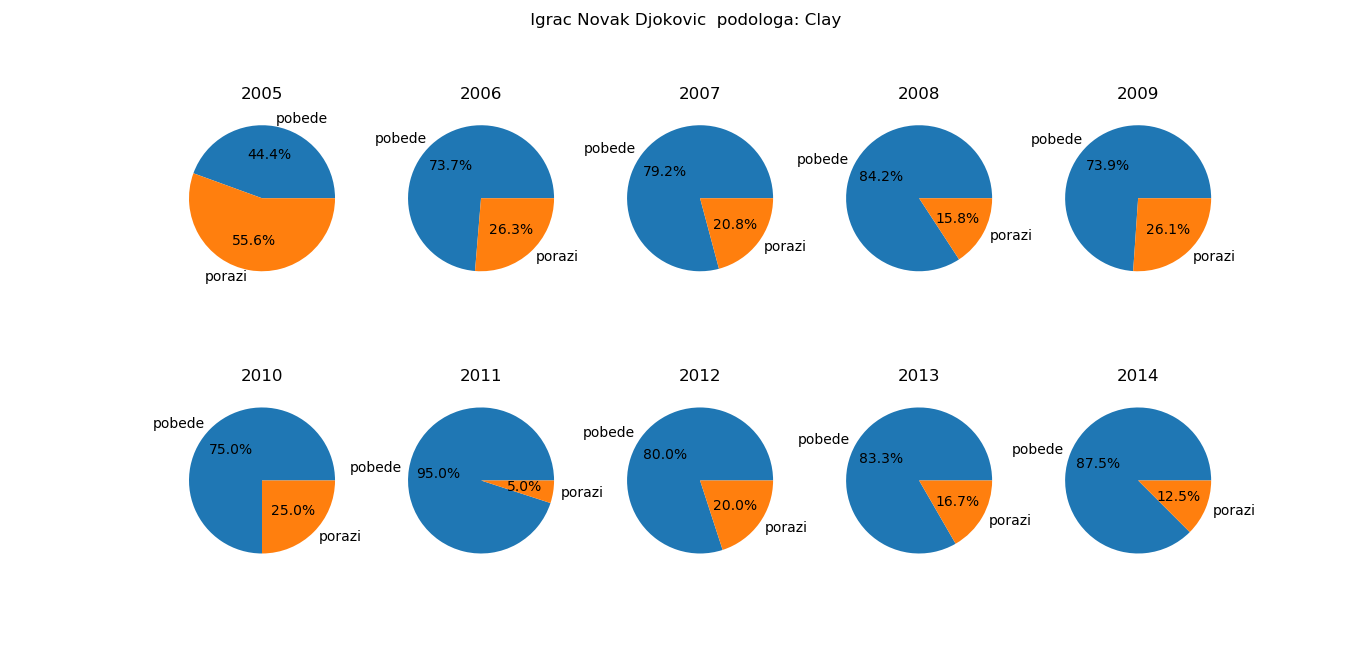 Igrac Novak Djokovic  podologa: Clay
2005
pobede
44.4%
55.6%
porazi
2006
pobede
73.7%
26.3%
porazi
2007
pobede
79.2%
20.8%
porazi
2008
pobede
84.2%
15.8%
porazi
2009
pobede
73.9%
26.1%
porazi
2010
pobede
75.0%
25.0%
porazi
2011
pobede
95.0%
5.0%
porazi
2012
pobede
80.0%
20.0%
porazi
2013
pobede
83.3%
16.7%
porazi
2014
pobede
87.5%
12.5%
porazi